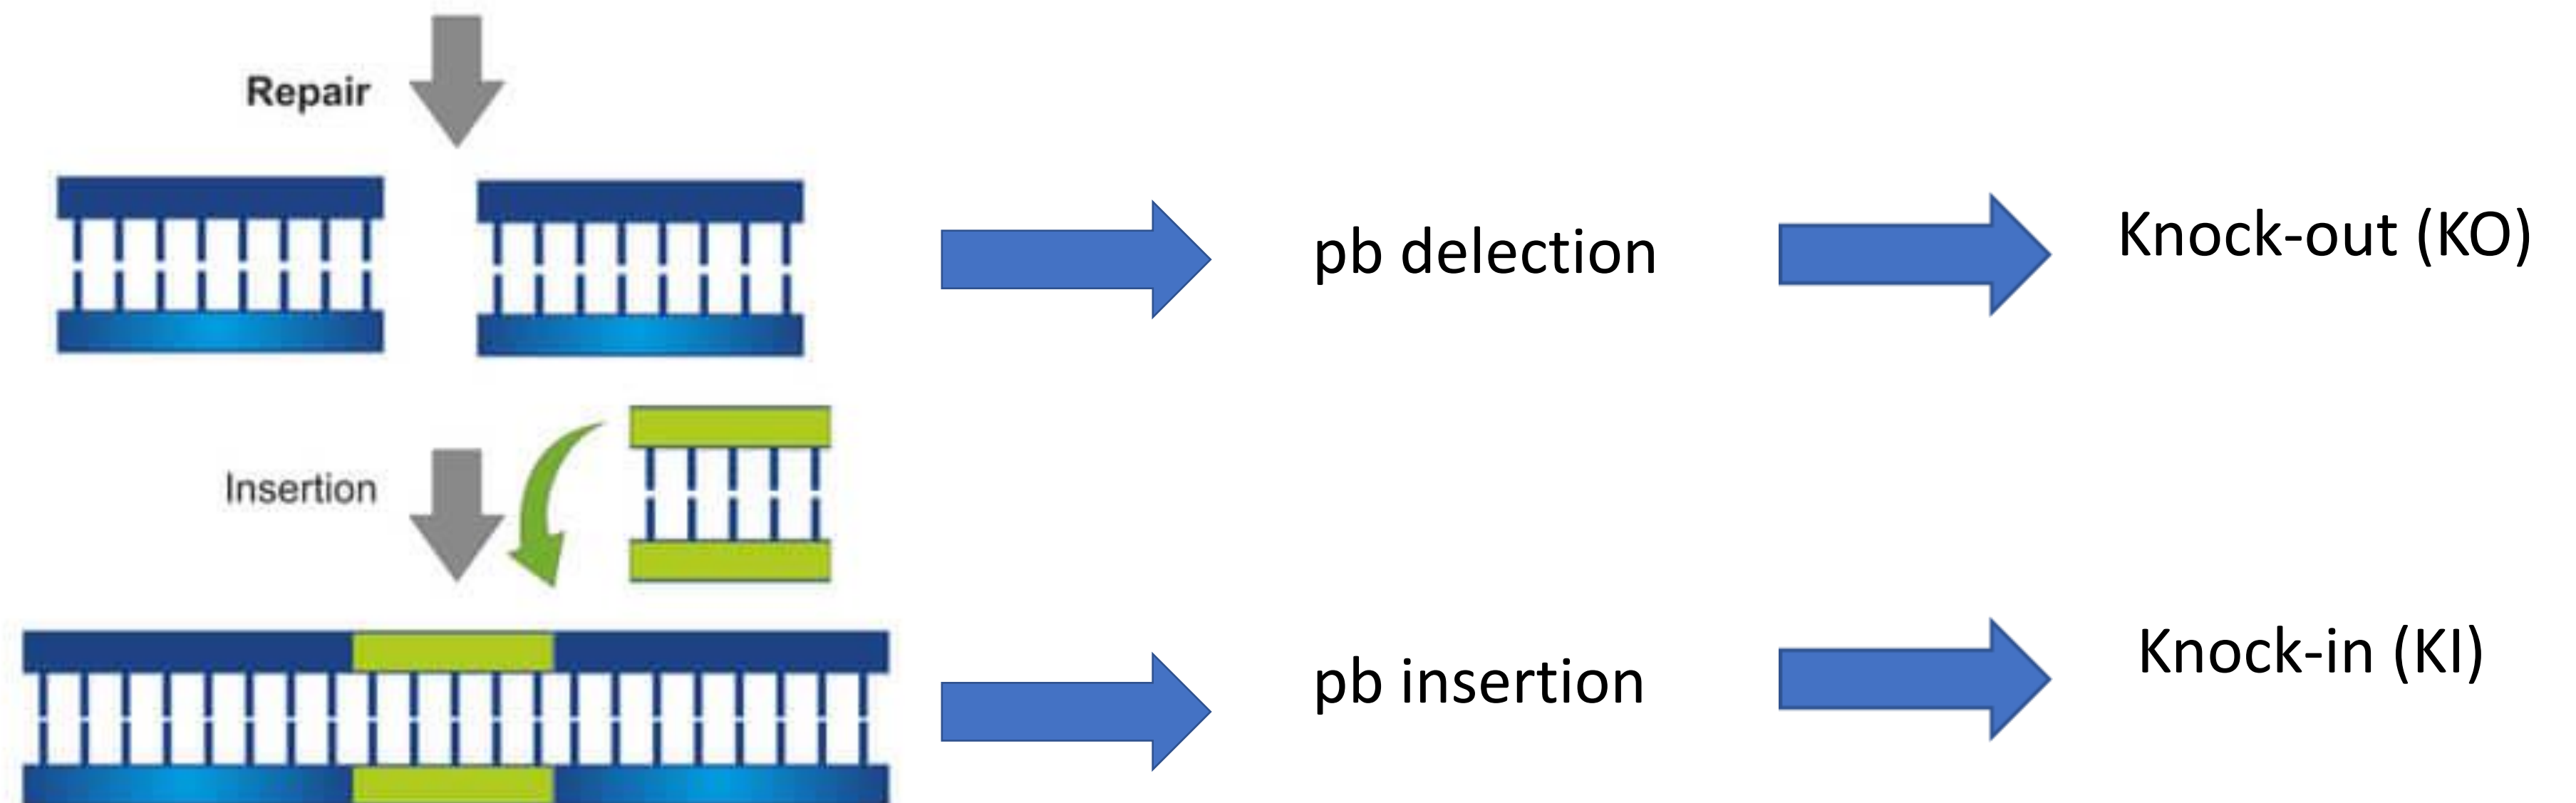 Repair
pb delection
Knock-out (KO)
Insertion
pb insertion
Knock-in (KI)